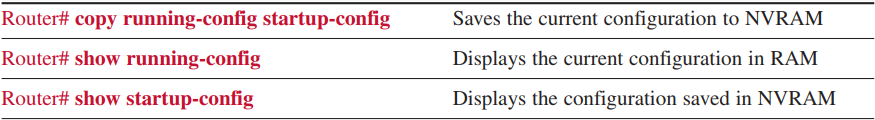 Router# copy running-config startup-config Saves the current configuration to NVRAM
Router# show running-config Displays the current configuration in RAM
Router# show startup-config Displays the configuration saved in NVRAM